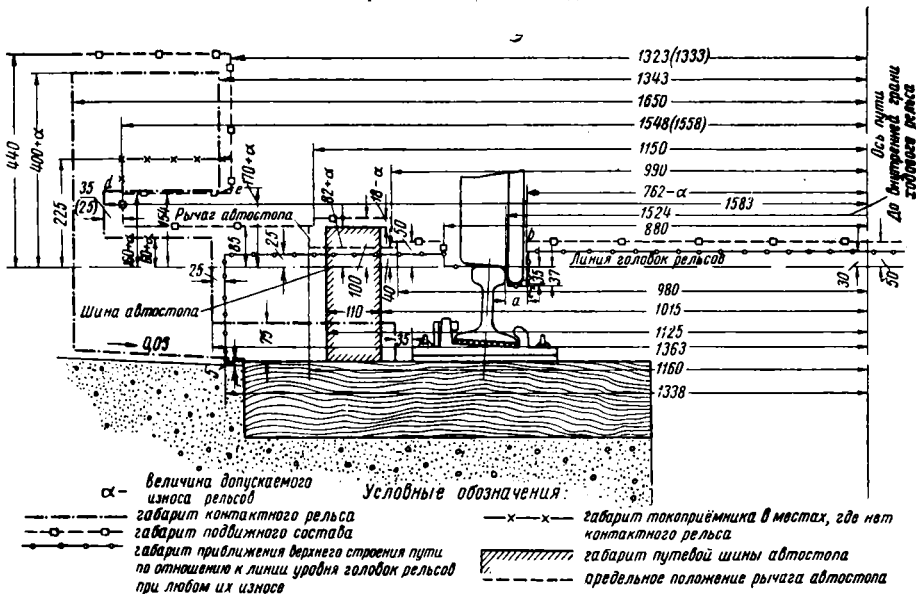 1323(1333)
1343
1650
1548(1558)
1150
990
762-α
1583
1524
880
Ось пути
До внутренней грани
ходового рельса
440
400+α
225
35
(25)
d
e
154
170+α
160+α
60+α
85
25
25
82+α
18-α
50
Рычаг автостопа
Линия головок рельсов
b
35
37
30
50
40
100
110
a
Шина автостопа
75
35
0,03
980
1015
1125
1363
1160
1338
α- величина допускаемого
износа рельсов
Условные обозначения:
габарит контактного рельса
габарит подвижного состава
габарит приближения верхнего строения пути
по отношению к линии уровня головок рельсов
при любом их износе
габарит токоприёмника в местах, где нет
контактного рельса
габарит путевой шины автостопа
предельное положение рычага автостопа